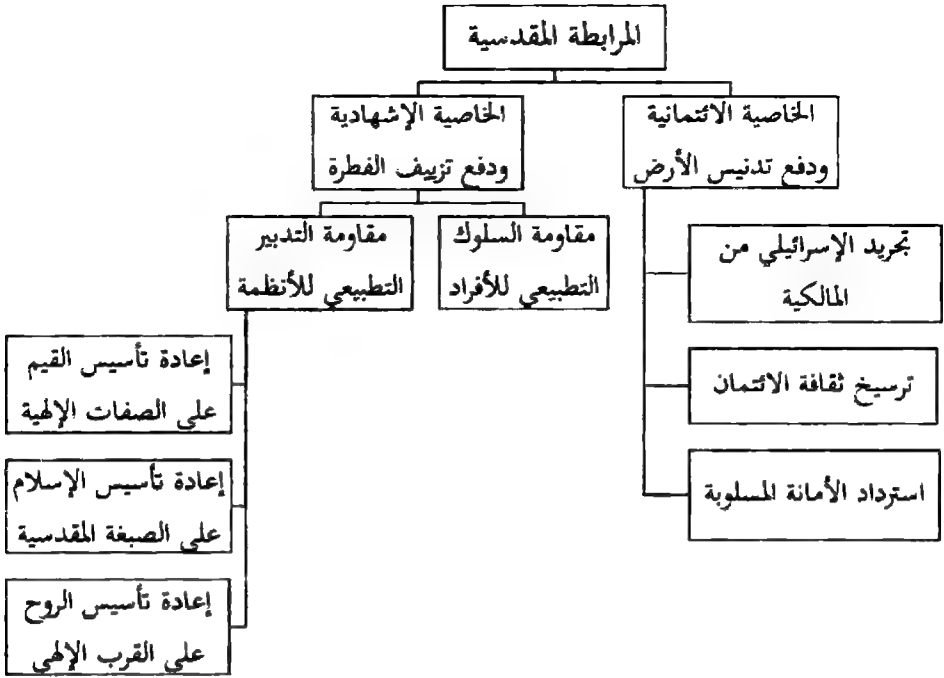 المرابطة المقدسية
الخاصية الائتمانية
ودفع تدنيس الأرض
تجريد الإسرائيلي من
المالكية
ترسيخ ثقافة الائتمان
استرداد الأمانة المسلوبة
الخاصية الإشهادية
ودفع تزييف الفطرة
مقاومة السلوك
التطبيعي للأفراد
مقاومة التدبير
التطبيعي للأنظمة
إعادة تأسيس القيم
على الصفات الإلهية
إعادة تأسيس الإسلام
على الصبغة المقدسية
إعادة تأسيس الروح
على القرب الإلهي